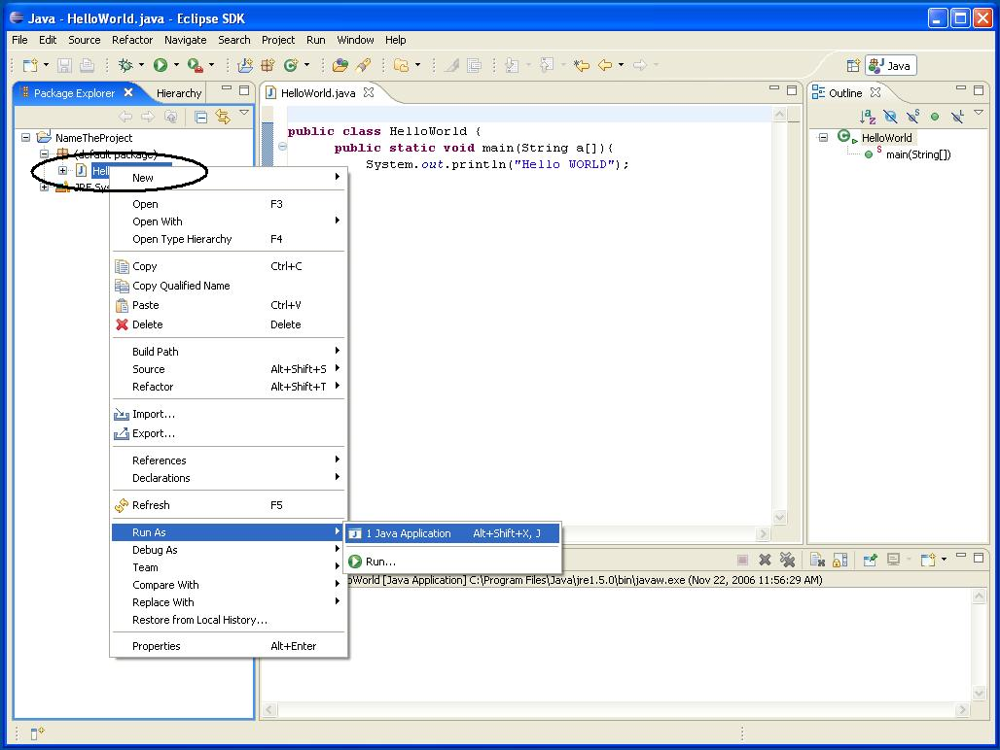 Java - HelloWorld.java - Eclipse SDK
File Edit Source Refactor Navigate Search Project Run Window Help
Java
Package Explorer Hierarchy
NameTheProject
(default package)
Hell
JRE Sys
HelloWorld.java
public class HelloWorld {
public static void main(String a[]){
System.out.println("Hello WORLD");
Outline
HelloWorld
main(String[])
New
Open F3
Open With
Open Type Hierarchy F4
Copy Ctrl+C
Copy Qualified Name
Paste Ctrl+V
Delete Delete
Build Path
Source Alt+Shift+S
Refactor Alt+Shift+T
Import...
Export...
References
Declarations
Refresh F5
Run As
Debug As
Team
Compare With
Replace With
Restore from Local History...
Properties Alt+Enter
1 Java Application Alt+Shift+X, J
Run...
oWorld [Java Application] C:\Program Files\Java\jre1.5.0\bin\javaw.exe (Nov 22, 2006 11:56:29 AM)